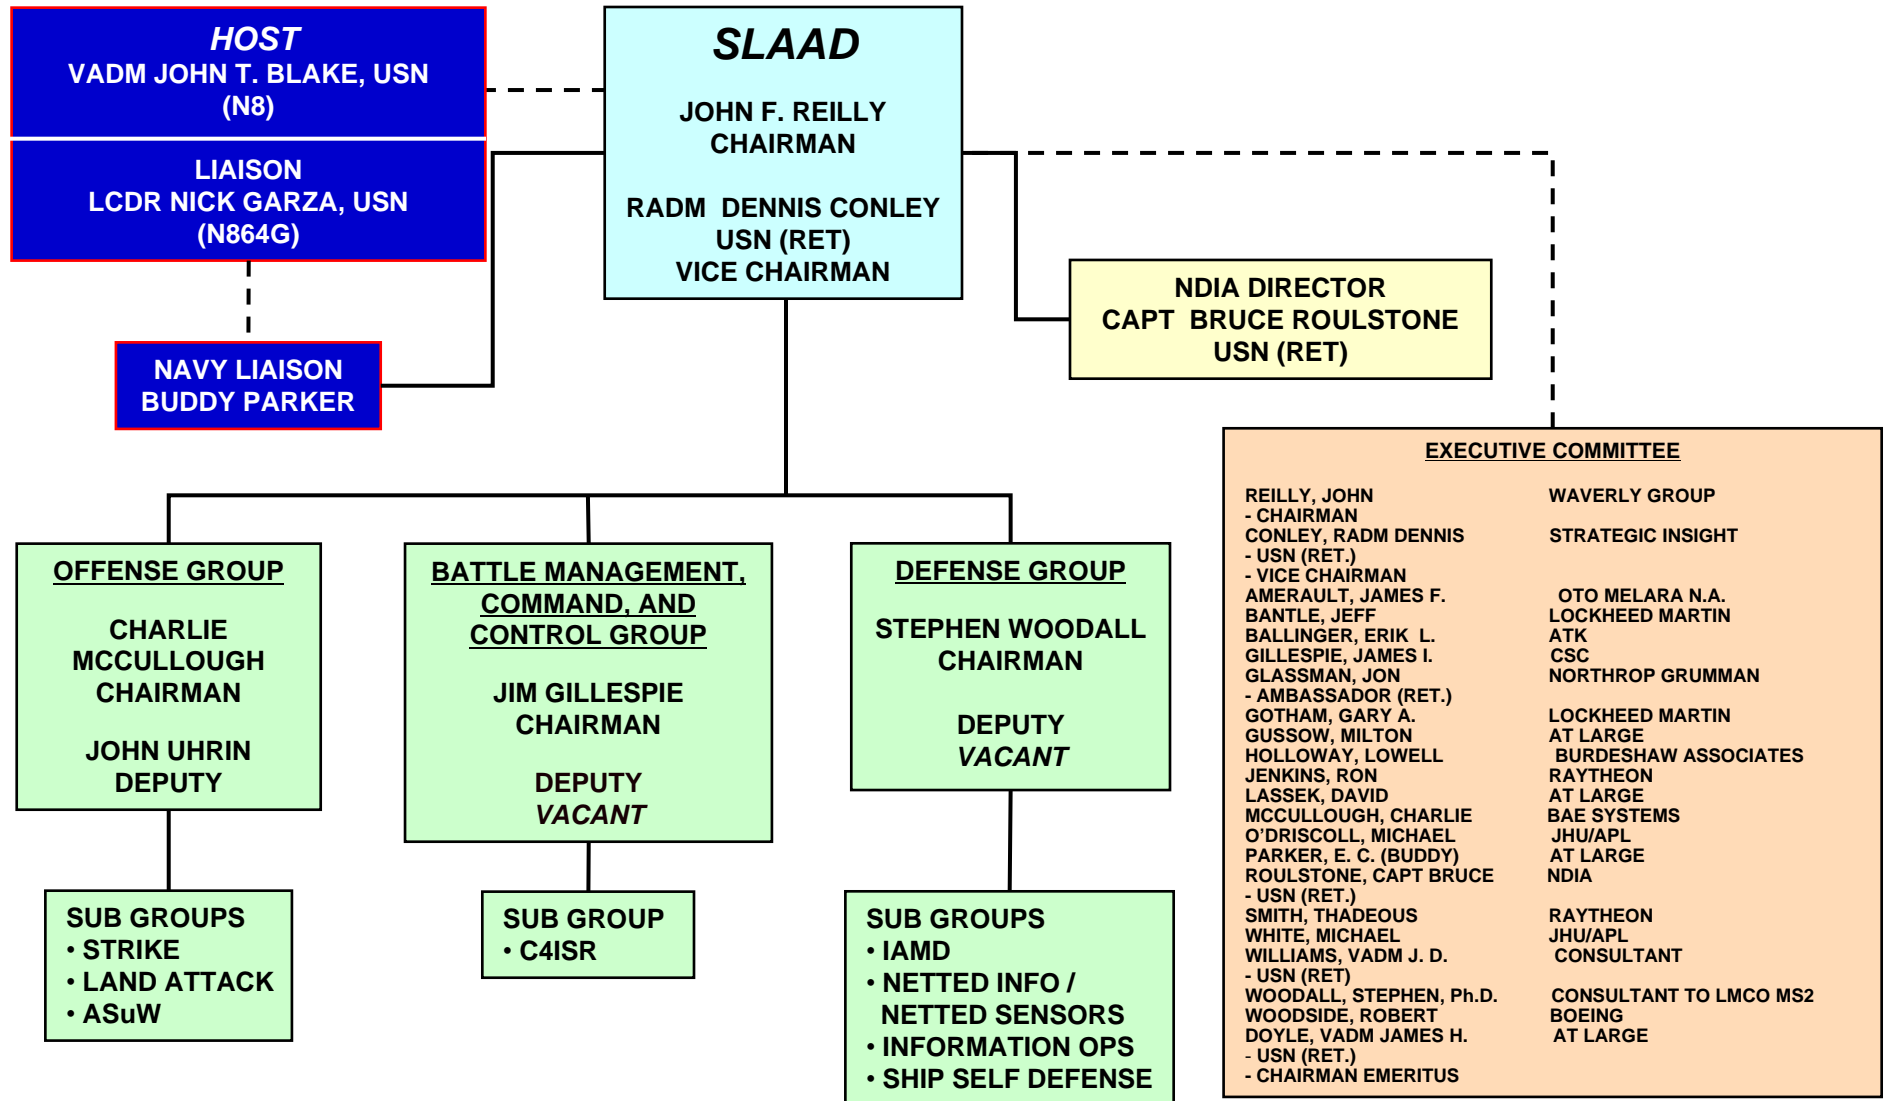 HOST
VADM JOHN T. BLAKE, USN
(N8)
LIAISON
LCDR NICK GARZA, USN
(N864G)
NAVY LIAISON
BUDDY PARKER
SLAAD
JOHN F. REILLY
CHAIRMAN
RADM  DENNIS CONLEY
USN (RET)
VICE CHAIRMAN
NDIA DIRECTOR
CAPT  BRUCE ROULSTONE
USN (RET)
OFFENSE GROUP
CHARLIE
MCCULLOUGH
CHAIRMAN
JOHN UHRIN
DEPUTY
SUB GROUPS
• STRIKE
• LAND ATTACK
• ASuW
BATTLE MANAGEMENT,
COMMAND, AND
CONTROL GROUP
JIM GILLESPIE
CHAIRMAN
DEPUTY
VACANT
SUB GROUP
• C4ISR
DEFENSE GROUP
STEPHEN WOODALL
CHAIRMAN
DEPUTY
VACANT
SUB GROUPS
• IAMD
• NETTED INFO /
NETTED SENSORS
• INFORMATION OPS
• SHIP SELF DEFENSE
EXECUTIVE COMMITTEE
REILLY, JOHN WAVERLY GROUP
- CHAIRMAN
CONLEY, RADM DENNIS STRATEGIC INSIGHT
- USN (RET.)
- VICE CHAIRMAN
AMERAULT, JAMES F. OTO MELARA N.A.
BANTLE, JEFF LOCKHEED MARTIN
BALLINGER, ERIK  L. ATK
GILLESPIE, JAMES I. CSC
GLASSMAN, JON NORTHROP GRUMMAN
- AMBASSADOR (RET.)
GOTHAM, GARY A. LOCKHEED MARTIN
GUSSOW, MILTON AT LARGE
HOLLOWAY, LOWELL BURDESHAW ASSOCIATES
JENKINS, RON RAYTHEON
LASSEK, DAVID AT LARGE
MCCULLOUGH, CHARLIE BAE SYSTEMS
O’DRISCOLL, MICHAEL JHU/APL
PARKER, E. C. (BUDDY) AT LARGE
ROULSTONE, CAPT BRUCE NDIA
- USN (RET.)
SMITH, THADEOUS RAYTHEON
WHITE, MICHAEL JHU/APL
WILLIAMS, VADM J. D. CONSULTANT
- USN (RET)
WOODALL, STEPHEN, Ph.D. CONSULTANT TO LMCO MS2
WOODSIDE, ROBERT BOEING
DOYLE, VADM JAMES H. AT LARGE
- USN (RET.)
- CHAIRMAN EMERITUS